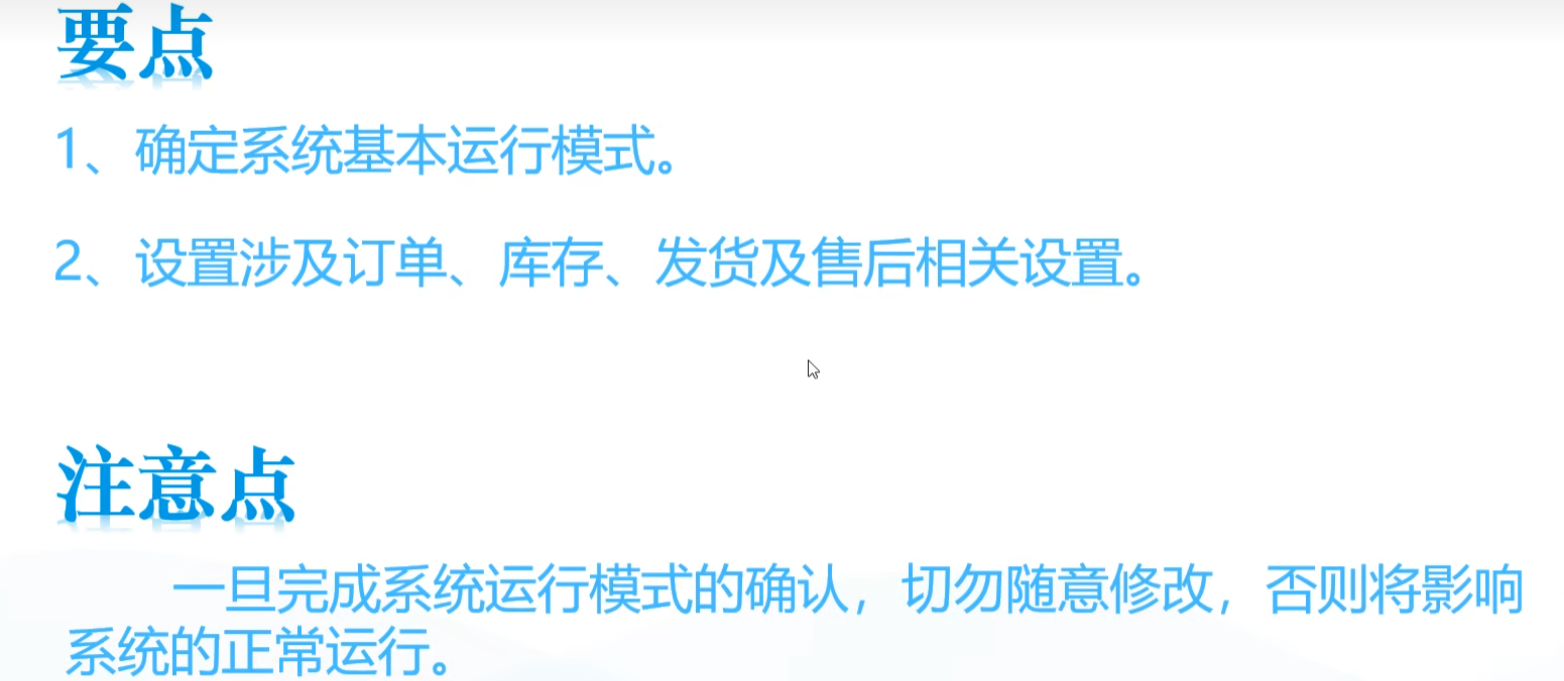 要点
1、确定系统基本运行模式。
2、设置涉及订单、库存、发货及售后相关设置。
注意点
一旦完成系统运行模式的确认，切勿随意修改，否则将影响
系统的正常运行。